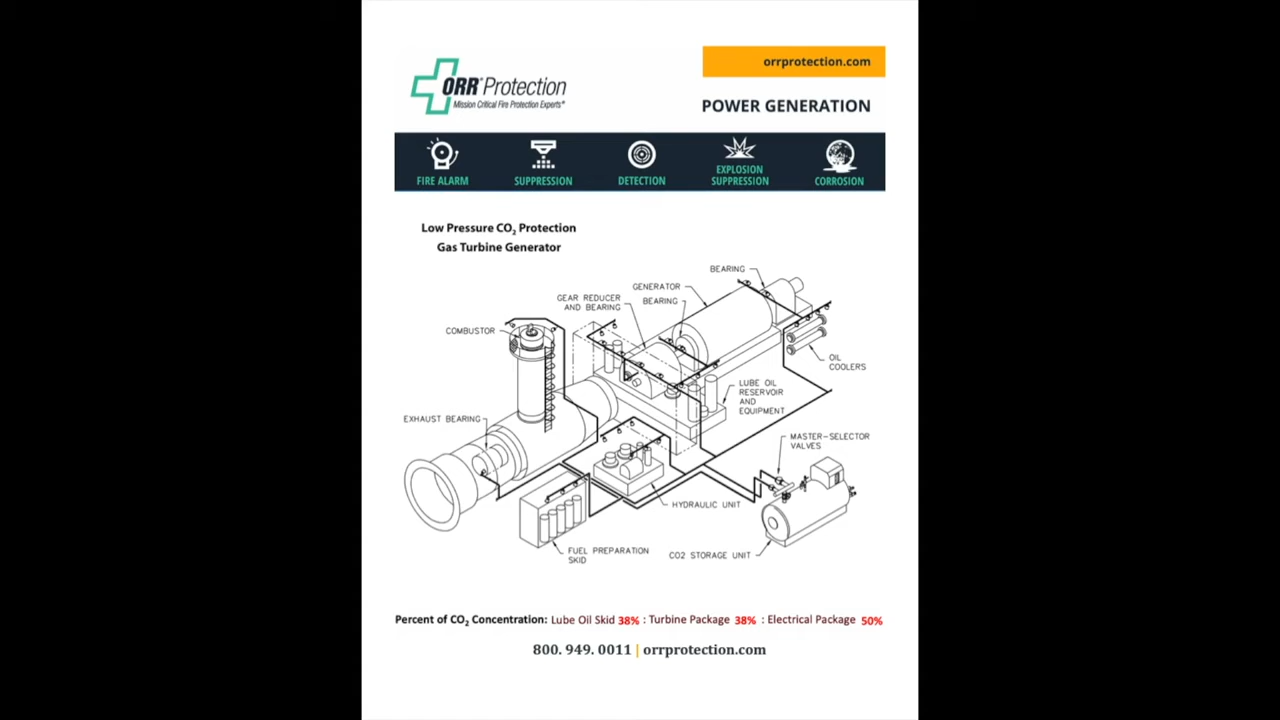 orrprotection.com
ORR® Protection
Mission Critical Fire Protection Experts®
POWER GENERATION
FIRE ALARM
SUPPRESSION
DETECTION
EXPLOSION
SUPPRESSION
CORROSION
Low Pressure CO₂ Protection
Gas Turbine Generator
BEARING
GENERATOR
GEAR REDUCER
AND BEARING
BEARING
COMBUSTOR
OIL
COOLERS
LUBE OIL
RESERVOIR
AND
EQUIPMENT
EXHAUST BEARING
MASTER-SELECTOR
VALVES
HYDRAULIC UNIT
FUEL PREPARATION
SKID
CO2 STORAGE UNIT
Percent of CO₂ Concentration: Lube Oil Skid 38% : Turbine Package 38% : Electrical Package 50%
800. 949. 0011 | orrprotection.com